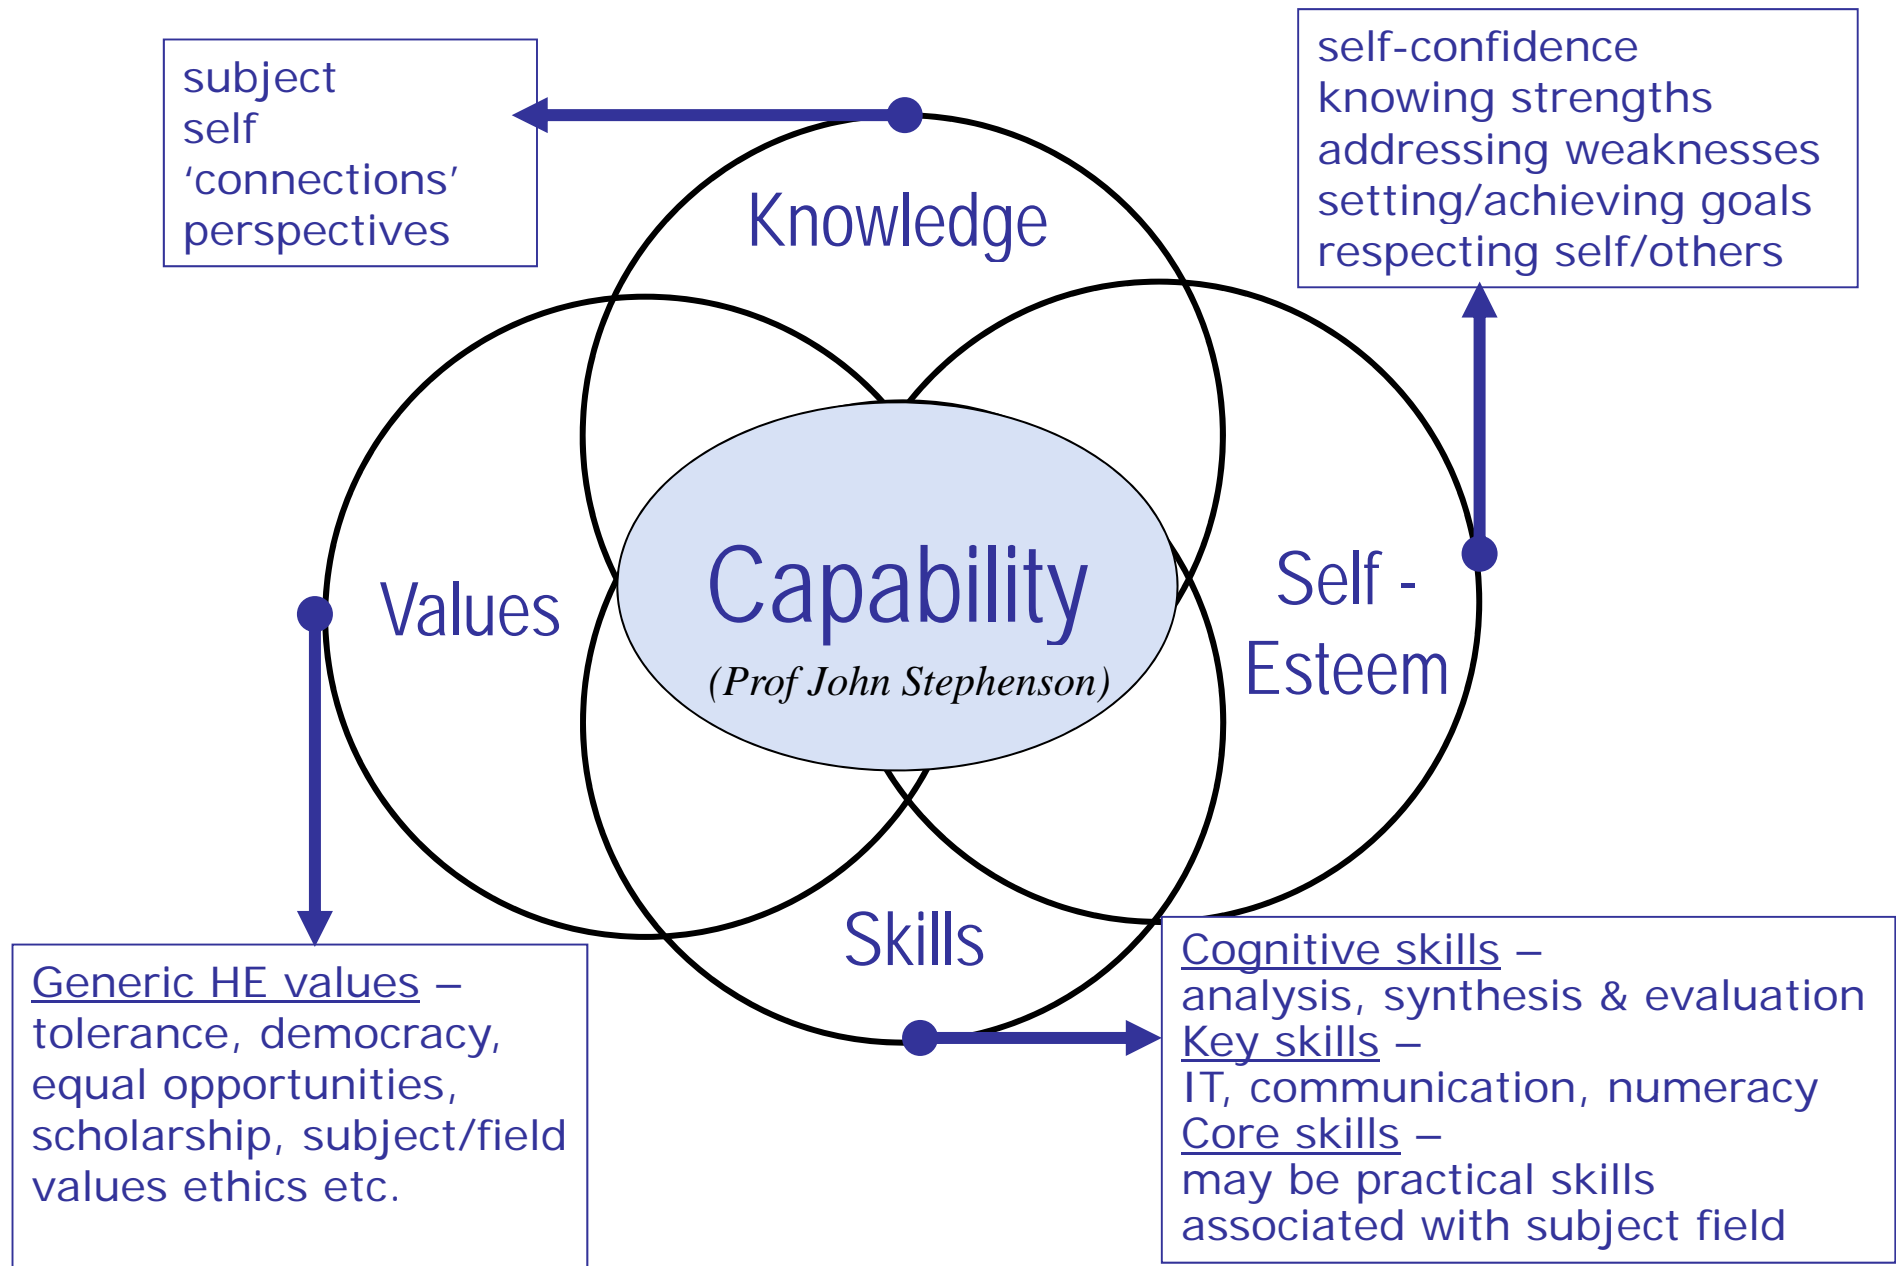 subject
self
‘connections’
perspectives
self-confidence
knowing strengths
addressing weaknesses
setting/achieving goals
respecting self/others
Knowledge
Values
Capability
(Prof John Stephenson)
Self -
Esteem
Skills
Generic HE values –
tolerance, democracy,
equal opportunities,
scholarship, subject/field
values ethics etc.
Cognitive skills –
analysis, synthesis & evaluation
Key skills –
IT, communication, numeracy
Core skills –
may be practical skills
associated with subject field